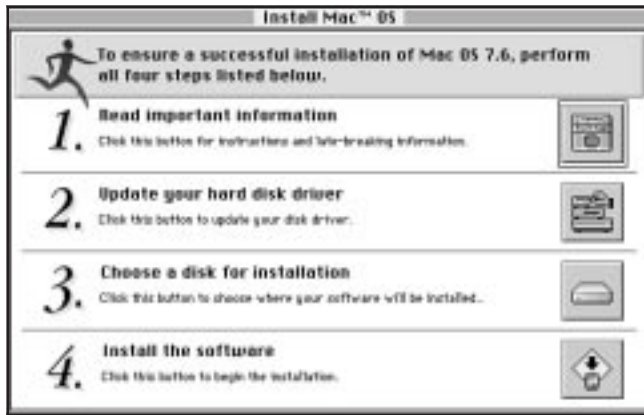 Install Mac™ OS
To ensure a successful installation of Mac OS 7.6, perform
all four steps listed below.
1. Read important information
Click this button for instructions and late-breaking information.
2. Update your hard disk driver
Click this button to update your disk driver.
3. Choose a disk for installation
Click this button to choose where your software will be installed..
4. Install the software
Click this button to begin the installation.